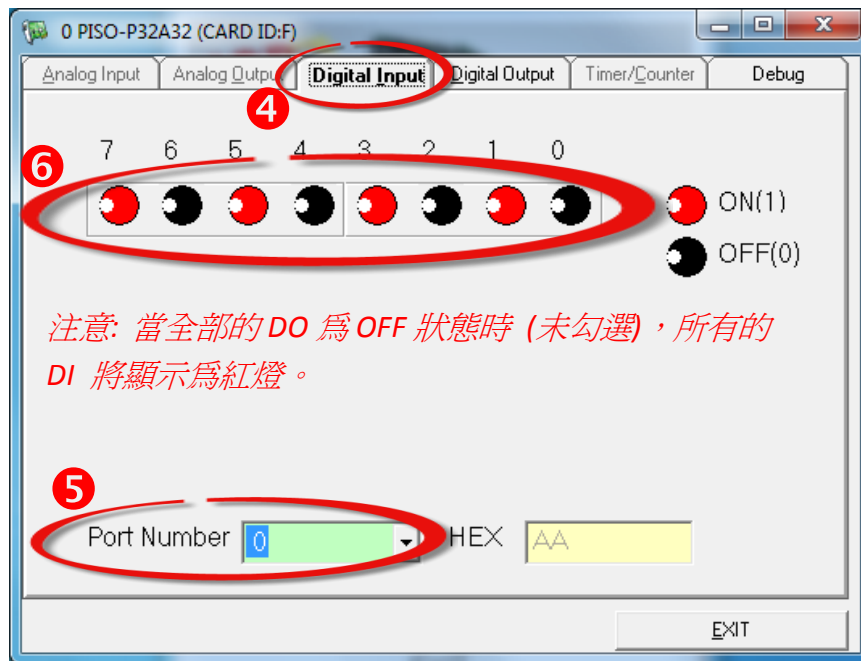 0 PISO-P32A32 (CARD ID:F)
Analog Input Analog Output Digital Input Digital Output Timer/Counter Debug
4
7 6 5 4 3 2 1 0
6
ON(1)
OFF(0)
注意: 當全部的 DO 為 OFF 狀態時 (未勾選)，所有的
DI 將顯示為紅燈。
5
Port Number 0 HEX AA
EXIT